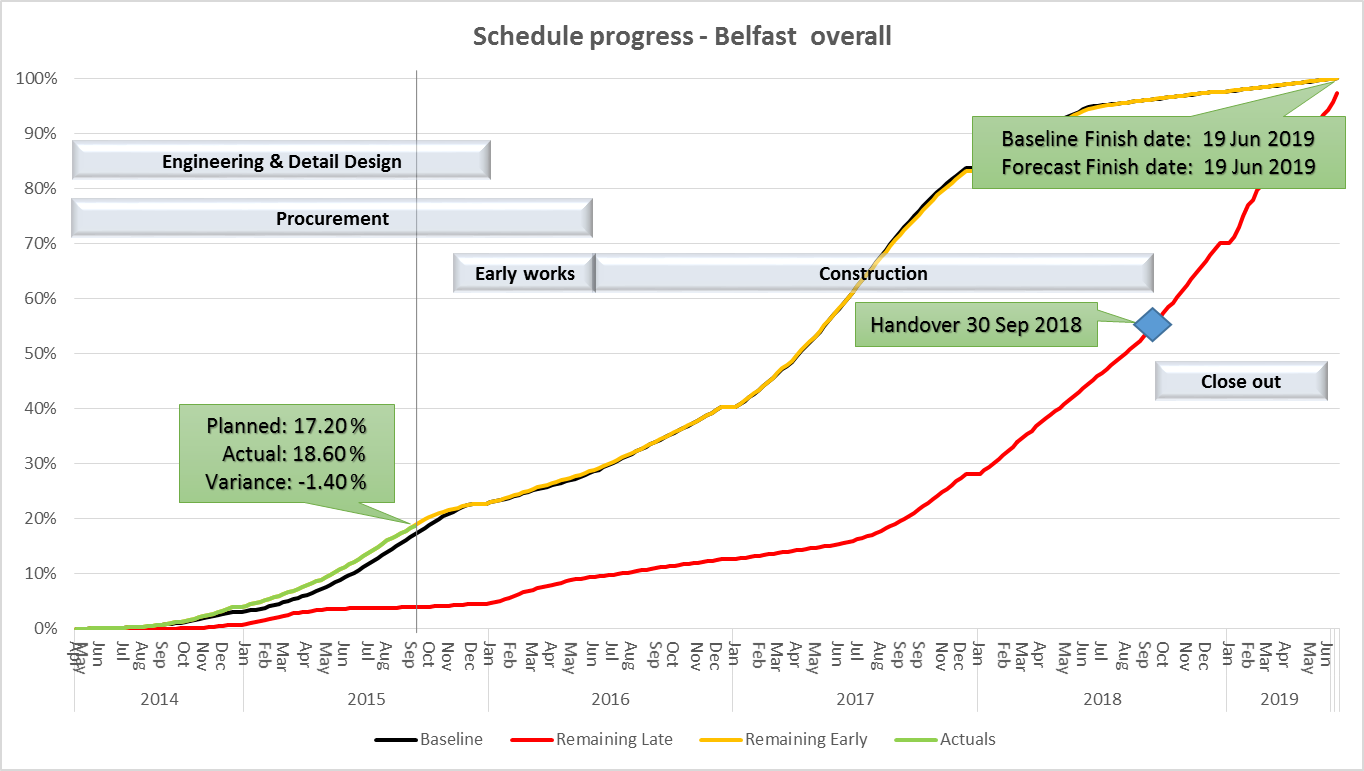 Schedule progress - Belfast overall
100%
90%
80%
70%
60%
50%
40%
30%
20%
10%
0%
Engineering & Detail Design
Procurement
Early works
Construction
Close out
Baseline Finish date: 19 Jun 2019
Forecast Finish date: 19 Jun 2019
Handover 30 Sep 2018
Planned: 17.20 %
Actual: 18.60 %
Variance: -1.40 %
Apr May Jun Jul Aug Sep Oct Nov Dec Jan Feb Mar Apr May Jun Jul Aug Sep Oct Nov Dec Jan Feb Mar Apr May Jun Jul Aug Sep Oct Nov Dec Jan Feb Mar Apr May Jun Jul Aug Sep Oct Nov Dec Jan Feb Mar Apr May Jun Jul Aug Sep Oct Nov Dec Jan Feb Mar Apr May Jun
2014 2015 2016 2017 2018 2019
Baseline Remaining Late Remaining Early Actuals